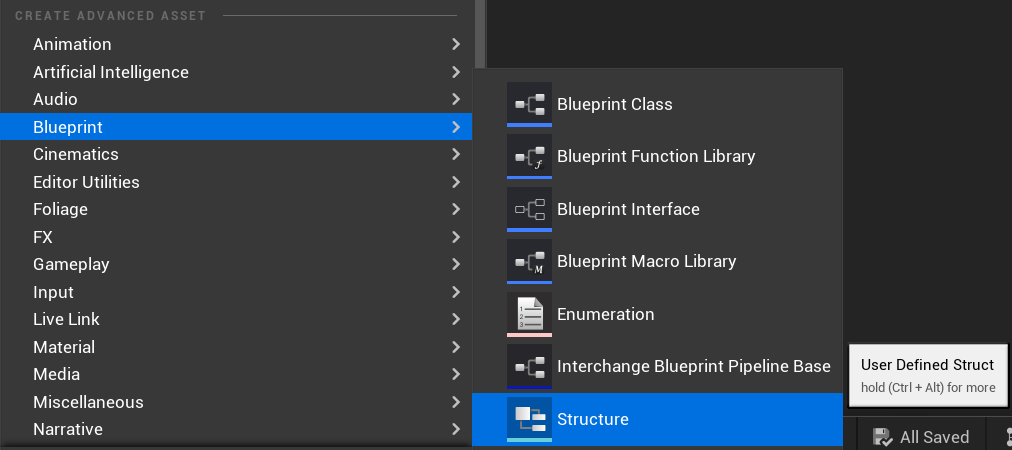 CREATE ADVANCED ASSET
Animation
Artificial Intelligence
Audio
Blueprint
Cinematics
Editor Utilities
Foliage
FX
Gameplay
Input
Live Link
Material
Media
Miscellaneous
Narrative
Blueprint Class
Blueprint Function Library
Blueprint Interface
Blueprint Macro Library
Enumeration
Interchange Blueprint Pipeline Base
Structure
User Defined Struct
hold (Ctrl + Alt) for more
All Saved